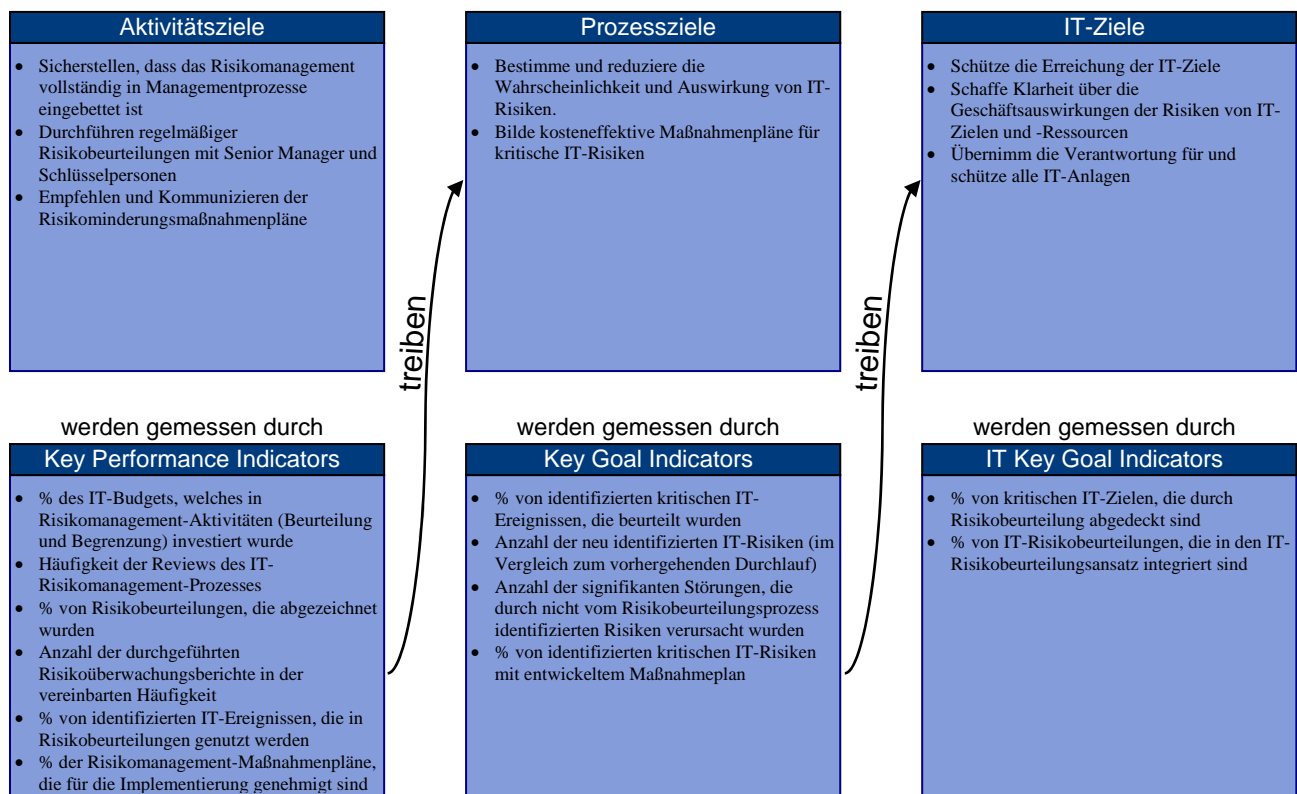 Aktivitätsziele
Sicherstellen, dass das Risikomanagement
vollständig in Managementprozesse
eingebettet ist
Durchführen regelmäßiger
Risikobeurteilungen mit Senior Manager und
Schlüsselpersonen
Empfehlen und Kommunizieren der
Risikominderungsmaßnahmenpläne
treiben
Prozessziele
Bestimme und reduziere die
Wahrscheinlichkeit und Auswirkung von IT-
Risiken.
Bilde kosteneffektive Maßnahmenpläne für
kritische IT-Risiken
treiben
IT-Ziele
Schütze die Erreichung der IT-Ziele
Schaffe Klarheit über die
Geschäftsauswirkungen der Risiken von IT-
Zielen und -Ressourcen
Übernimm die Verantwortung für und
schütze alle IT-Anlagen
werden gemessen durch
Key Performance Indicators
% des IT-Budgets, welches in
Risikomanagement-Aktivitäten (Beurteilung
und Begrenzung) investiert wurde
Häufigkeit der Reviews des IT-
Risikomanagement-Prozesses
% von Risikobeurteilungen, die abgezeichnet
wurden
Anzahl der durchgeführten
Risikoüberwachungsberichte in der
vereinbarten Häufigkeit
% von identifizierten IT-Ereignissen, die in
Risikobeurteilungen genutzt werden
% der Risikomanagement-Maßnahmenpläne,
die für die Implementierung genehmigt sind
werden gemessen durch
Key Goal Indicators
% von identifizierten kritischen IT-
Ereignissen, die beurteilt wurden
Anzahl der neu identifizierten IT-Risiken (im
Vergleich zum vorhergehenden Durchlauf)
Anzahl der signifikanten Störungen, die
durch nicht vom Risikobeurteilungsprozess
identifizierten Risiken verursacht wurden
% von identifizierten kritischen IT-Risiken
mit entwickeltem Maßnahmeplan
werden gemessen durch
IT Key Goal Indicators
% von kritischen IT-Zielen, die durch
Risikobeurteilung abgedeckt sind
% von IT-Risikobeurteilungen, die in den IT-
Risikobeurteilungsansatz integriert sind